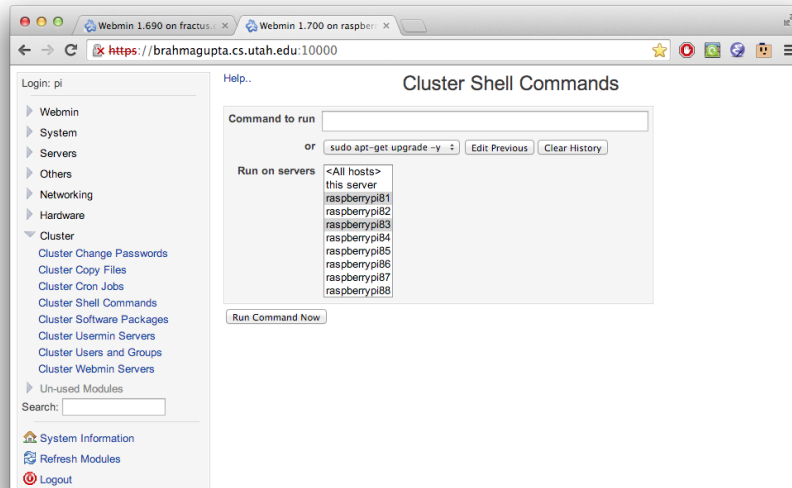 Webmin 1.690 on fractus.c
Webmin 1.700 on raspberr
https://brahmagupta.cs.utah.edu:10000
Login: pi
Webmin
System
Servers
Others
Networking
Hardware
Cluster
Cluster Change Passwords
Cluster Copy Files
Cluster Cron Jobs
Cluster Shell Commands
Cluster Software Packages
Cluster Usermin Servers
Cluster Users and Groups
Cluster Webmin Servers
Un-used Modules
Search:
System Information
Refresh Modules
Logout
Help..
Cluster Shell Commands
Command to run
or sudo apt-get upgrade -y Edit Previous Clear History
Run on servers
<All hosts>
this server
raspberrypi81
raspberrypi82
raspberrypi83
raspberrypi84
raspberrypi85
raspberrypi86
raspberrypi87
raspberrypi88
Run Command Now